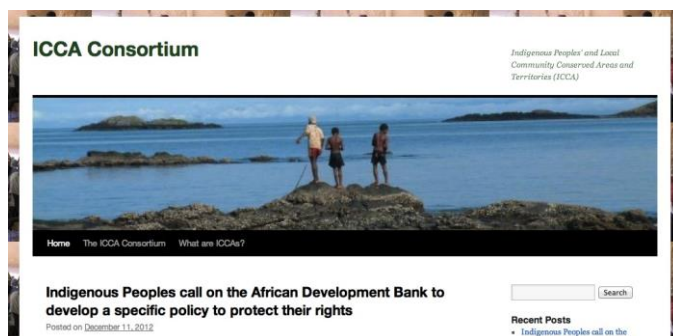 ICCA Consortium
Indigenous Peoples' and Local
Community Conserved Areas and
Territories (ICCA)
Home The ICCA Consortium What are ICCAs?
Indigenous Peoples call on the African Development Bank to
develop a specific policy to protect their rights
Posted on December 11, 2012
Search
Recent Posts
Indigenous Peoples call on the